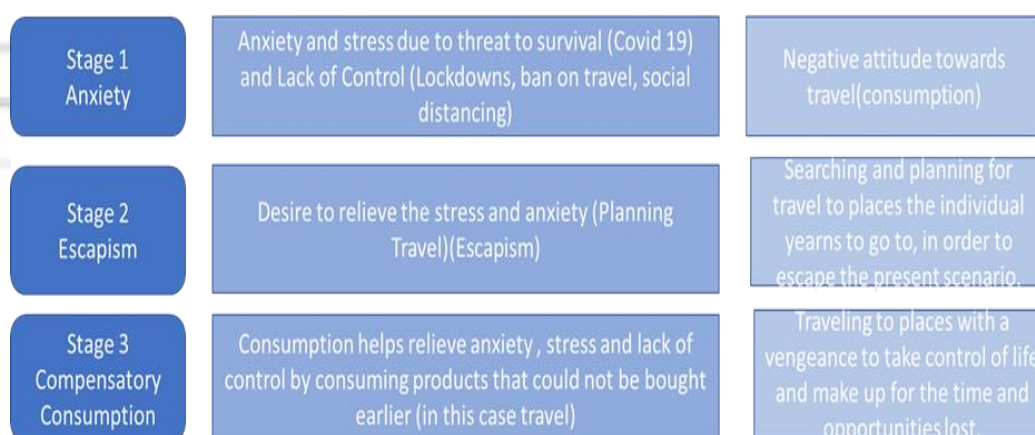 Stage 1
Anxiety
Anxiety and stress due to threat to survival (Covid 19)
and Lack of Control (Lockdowns, ban on travel, social
distancing)
Negative attitude towards
travel(consumption)
Stage 2
Escapism
Desire to relieve the stress and anxiety (Planning
Travel)(Escapism)
Searching and planning for
travel to places the individual
yearns to go to, in order to
escape the present scenario.
Stage 3
Compensatory
Consumption
Consumption helps relieve anxiety , stress and lack of
control by consuming products that could not be bought
earlier (in this case travel)
Traveling to places with a
vengeance to take control of life
and make up for the time and
opportunities lost